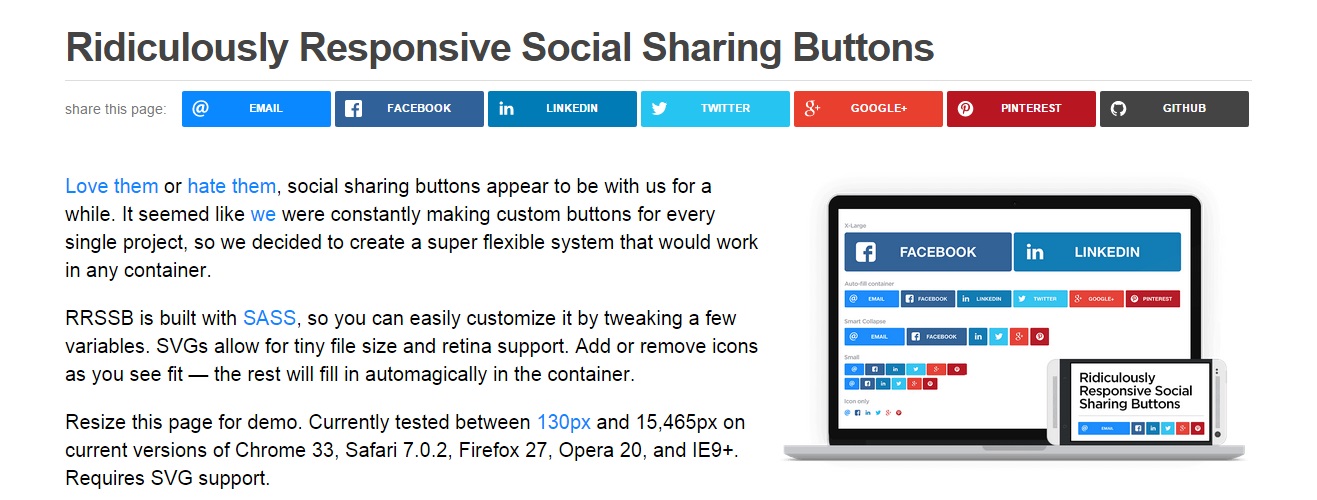 Ridiculously Responsive Social Sharing Buttons
share this page: EMAIL FACEBOOK LINKEDIN TWITTER GOOGLE+ PINTEREST GITHUB
Love them or hate them, social sharing buttons appear to be with us for a
while. It seemed like we were constantly making custom buttons for every
single project, so we decided to create a super flexible system that would work
in any container.
RRSSB is built with SASS, so you can easily customize it by tweaking a few
variables. SVGs allow for tiny file size and retina support. Add or remove icons
as you see fit — the rest will fill in automagically in the container.
Resize this page for demo. Currently tested between 130px and 15,465px on
current versions of Chrome 33, Safari 7.0.2, Firefox 27, Opera 20, and IE9+.
Requires SVG support.
X-Large
FACEBOOK LINKEDIN
Auto-fill container
EMAIL FACEBOOK LINKEDIN TWITTER GOOGLE+ PINTEREST
Smart Collapse
EMAIL FACEBOOK
Small
Icon only
Ridiculously
Responsive Social
Sharing Buttons
EMAIL